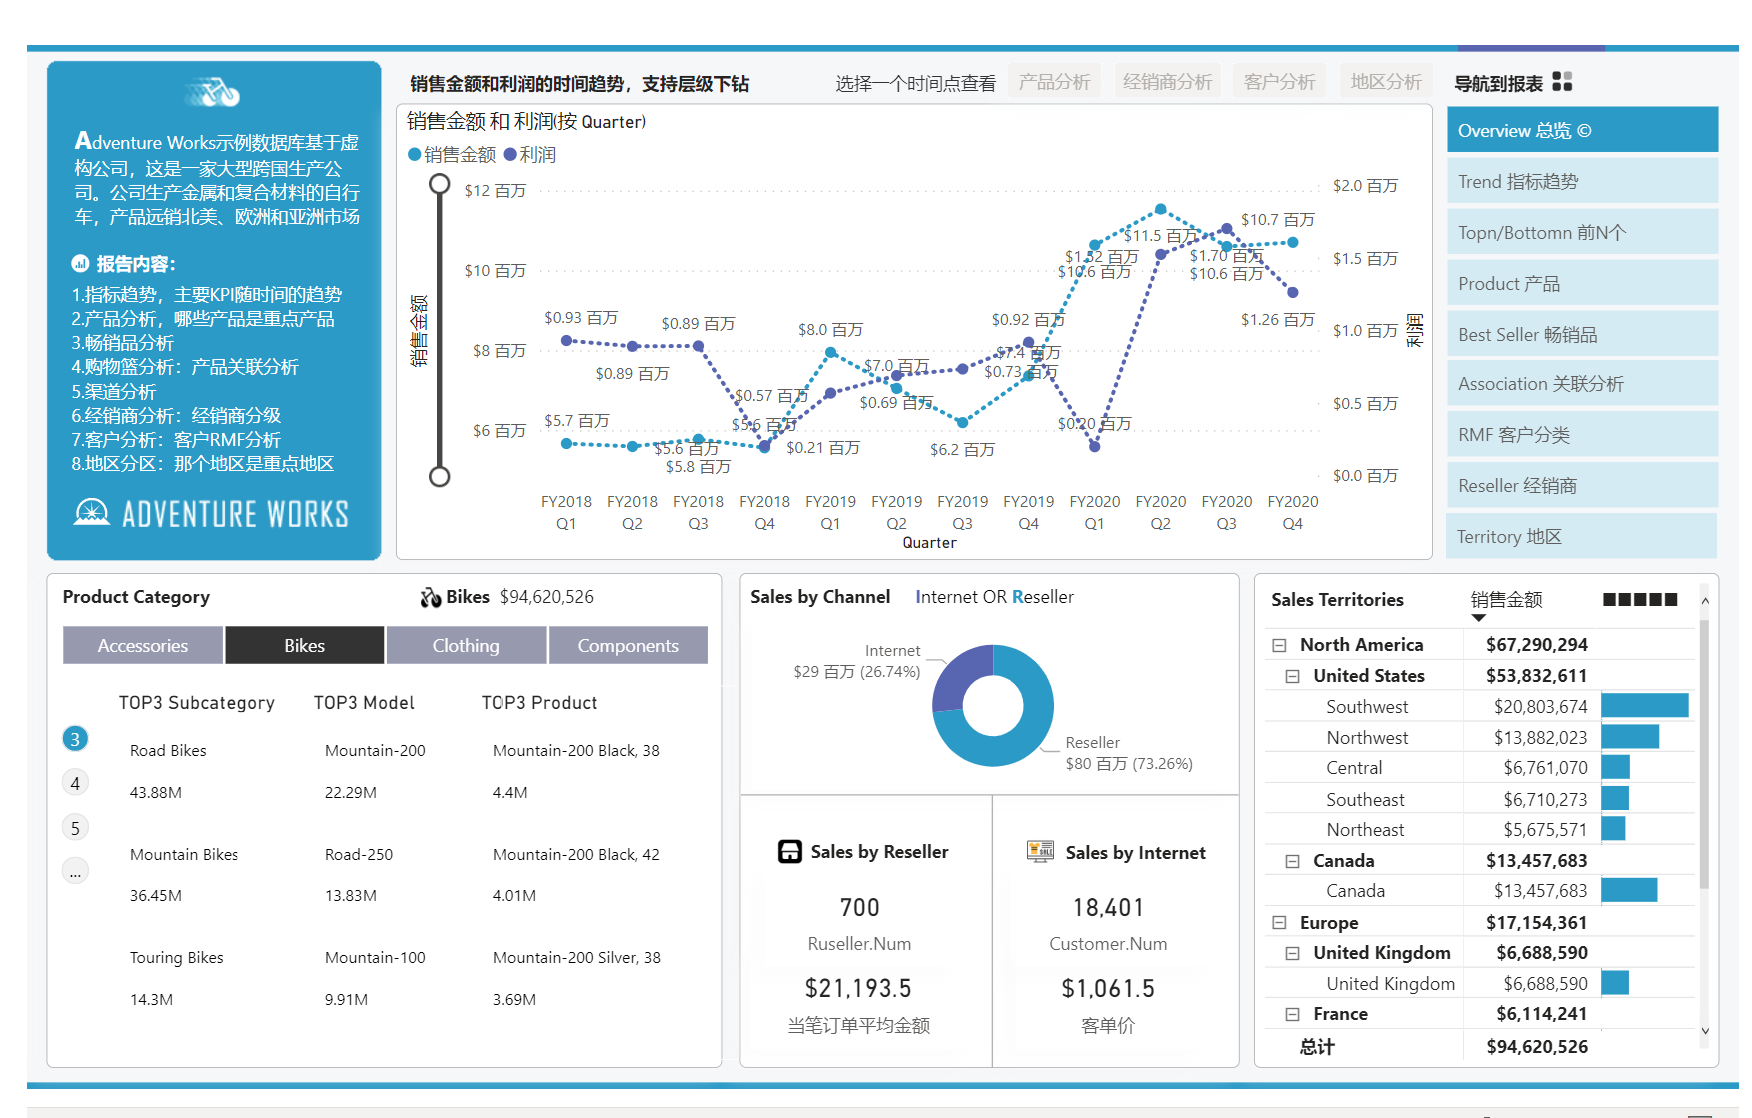 Adventure Works示例数据库基于虚
构公司，这是一家大型跨国生产公
司。公司生产金属和复合材料的自行
车，产品远销北美、欧洲和亚洲市场
报告内容：
1.指标趋势，主要KPI随时间的趋势
2.产品分析，哪些产品是重点产品
3.畅销品分析
4.购物篮分析：产品关联分析
5.渠道分析
6.经销商分析：经销商分级
7.客户分析：客户RMF分析
8.地区分区：那个地区是重点地区
ADVENTURE WORKS
销售金额和利润的时间趋势，支持层级下钻
选择一个时间点查看 产品分析 经销商分析 客户分析 地区分析
销售金额 和 利润(按 Quarter)
销售金额 利润
$12 百万
$10 百万
$8 百万
$6 百万
销售金额
$2.0 百万
$1.5 百万
$1.0 百万
$0.5 百万
$0.0 百万
利润
$0.93 百万
$0.89 百万
$0.89 百万
$0.57 百万
$0.69 百万
$0.73 百万
$0.92 百万
$0.20 百万
$1.52 百万
$1.70 百万
$1.26 百万
$0.21 百万
$5.7 百万
$5.6 百万
$5.8 百万
$5.6 百万
$8.0 百万
$7.0 百万
$6.2 百万
$7.4 百万
$10.6 百万
$11.5 百万
$10.6 百万
$10.7 百万
FY2018 FY2018 FY2018 FY2018 FY2019 FY2019 FY2019 FY2019 FY2020 FY2020 FY2020 FY2020
Q1 Q2 Q3 Q4 Q1 Q2 Q3 Q4 Q1 Q2 Q3 Q4
Quarter
导航到报表
Overview 总览 ©
Trend 指标趋势
Topn/Bottomn 前N个
Product 产品
Best Seller 畅销品
Association 关联分析
RMF 客户分类
Reseller 经销商
Territory 地区
Product Category
Bikes $94,620,526
Accessories Bikes Clothing Components
TOP3 Subcategory TOP3 Model TOP3 Product
3
4
5
...
Road Bikes Mountain-200 Mountain-200 Black, 38
43.88M 22.29M 4.4M
Mountain Bikes Road-250 Mountain-200 Black, 42
36.45M 13.83M 4.01M
Touring Bikes Mountain-100 Mountain-200 Silver, 38
14.3M 9.91M 3.69M
Sales by Channel Internet OR Reseller
Internet
$29 百万 (26.74%)
Reseller
$80 百万 (73.26%)
Sales by Reseller
700
Ruseller.Num
$21,193.5
当笔订单平均金额
Sales by Internet
18,401
Customer.Num
$1,061.5
客单价
Sales Territories 销售金额
North America $67,290,294
United States $53,832,611
Southwest $20,803,674
Northwest $13,882,023
Central $6,761,070
Southeast $6,710,273
Northeast $5,675,571
Canada $13,457,683
Canada $13,457,683
Europe $17,154,361
United Kingdom $6,688,590
United Kingdom $6,688,590
France $6,114,241
总计 $94,620,526